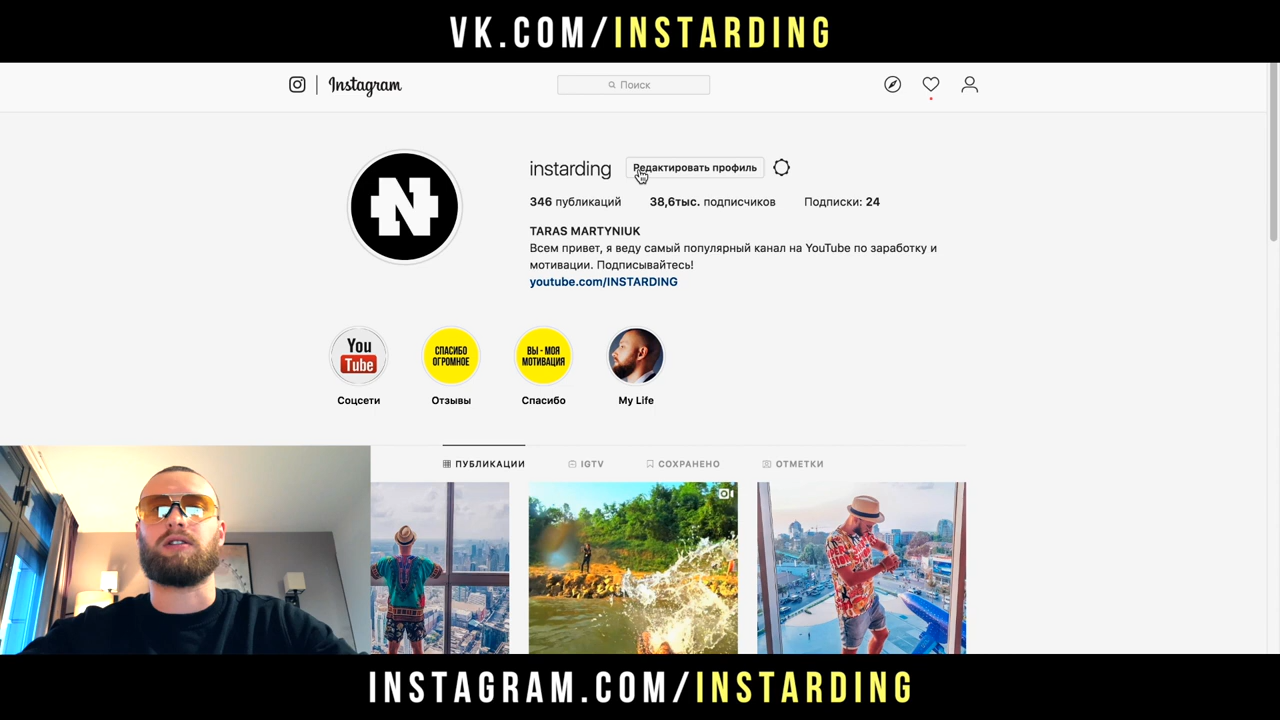 VK.COM/INSTARDING
Instagram
Поиск
instarding
Редактировать профиль
346 публикаций 38,6тыс. подписчиков Подписки: 24
TARAS MARTYNIUK
Всем привет, я веду самый популярный канал на YouTube по заработку и
мотивации. Подписывайтесь!
youtube.com/INSTARDING
You
Tube
СПАСИБО
ОГРОМНОЕ
ВЫ - МОЯ
МОТИВАЦИЯ
Соцсети Отзывы Спасибо My Life
ПУБЛИКАЦИИ IGTV СОХРАНЕНО ОТМЕТКИ
INSTAGRAM.COM/INSTARDING